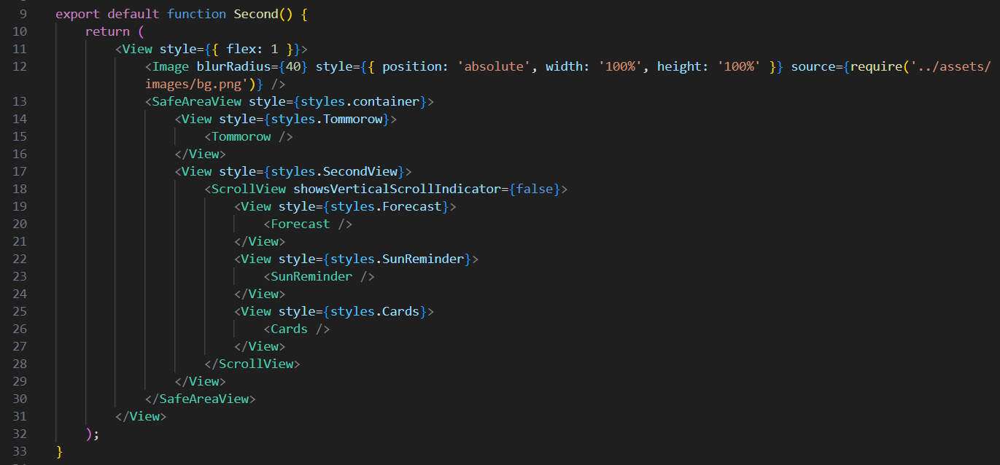 9 export default function Second() {
10     return (
11         <View style={{ flex: 1 }}>
12             <Image blurRadius={40} style={{ position: 'absolute', width: '100%', height: '100%' }} source={require('../assets/
            images/bg.png')} />
13             <SafeAreaView style={styles.container}>
14                 <View style={styles.Tommorow}>
15                     <Tommorow />
16                 </View>
17                 <View style={styles.SecondView}>
18                     <ScrollView showsVerticalScrollIndicator={false}>
19                         <View style={styles.Forecast}>
20                             <Forecast />
21                         </View>
22                         <View style={styles.SunReminder}>
23                             <SunReminder />
24                         </View>
25                         <View style={styles.Cards}>
26                             <Cards />
27                         </View>
28                     </ScrollView>
29                 </View>
30             </SafeAreaView>
31         </View>
32     );
33 }